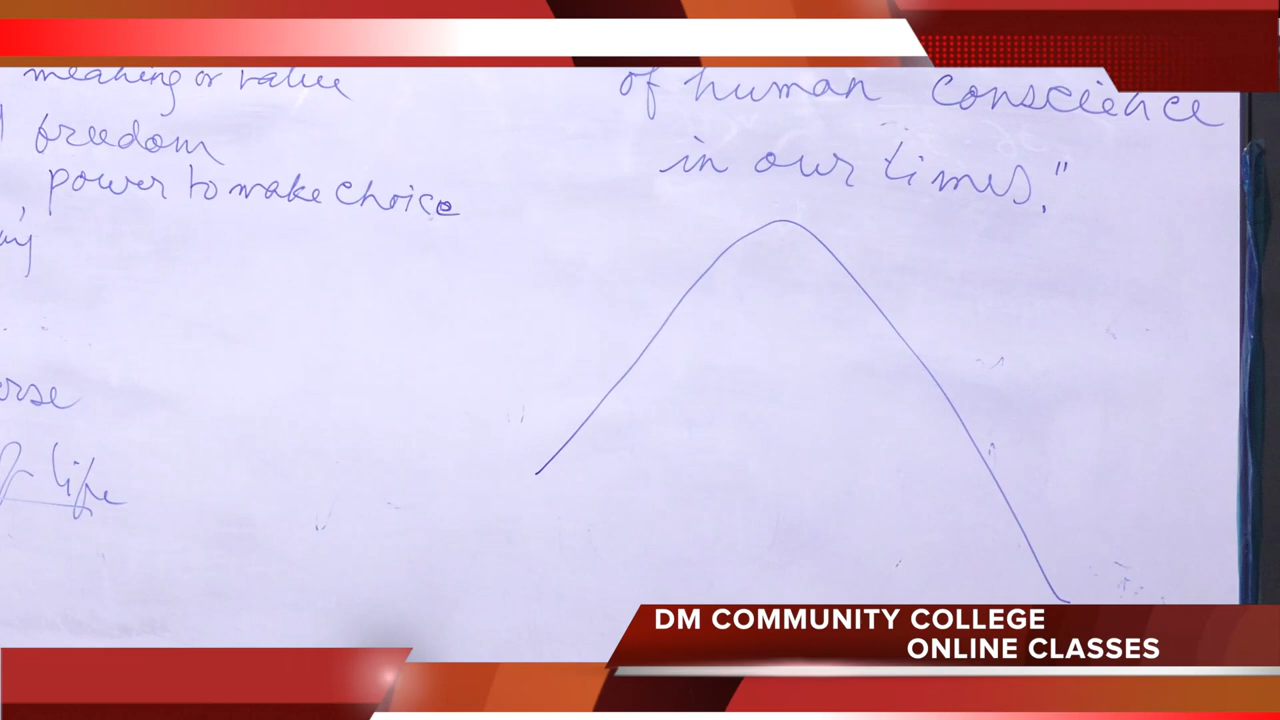 meaning or value
freedom
, power to make choice
life
of human conscience
in our times."
DM COMMUNITY COLLEGE
ONLINE CLASSES